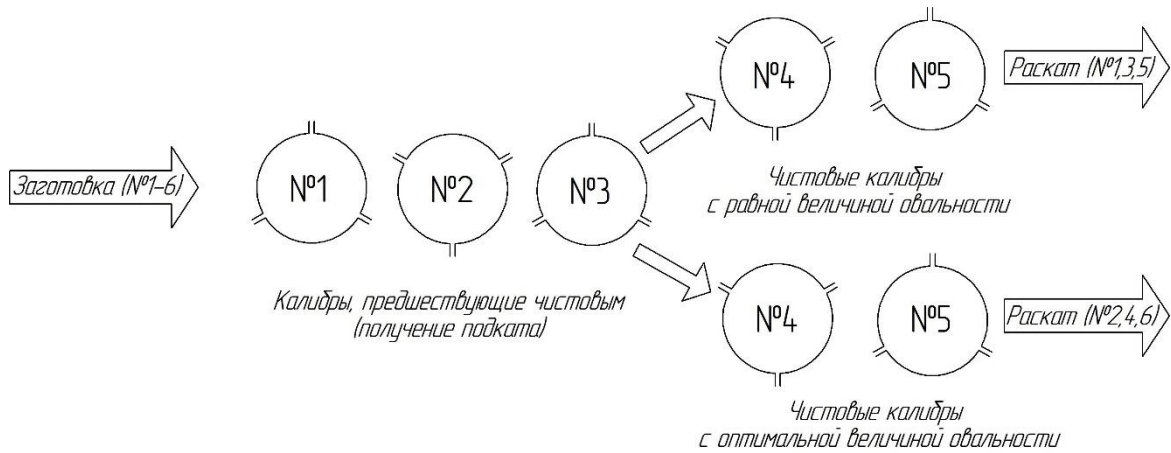 Заготовка (№1-6)
№1
№2
№3
Калибры, предшествующие чистовым
(получение подката)
№4
№5
Раскат (№1,3,5)
Чистовые калибры
с равной величиной овальности
№4
№5
Раскат (№2,4,6)
Чистовые калибры
с оптимальной величиной овальности